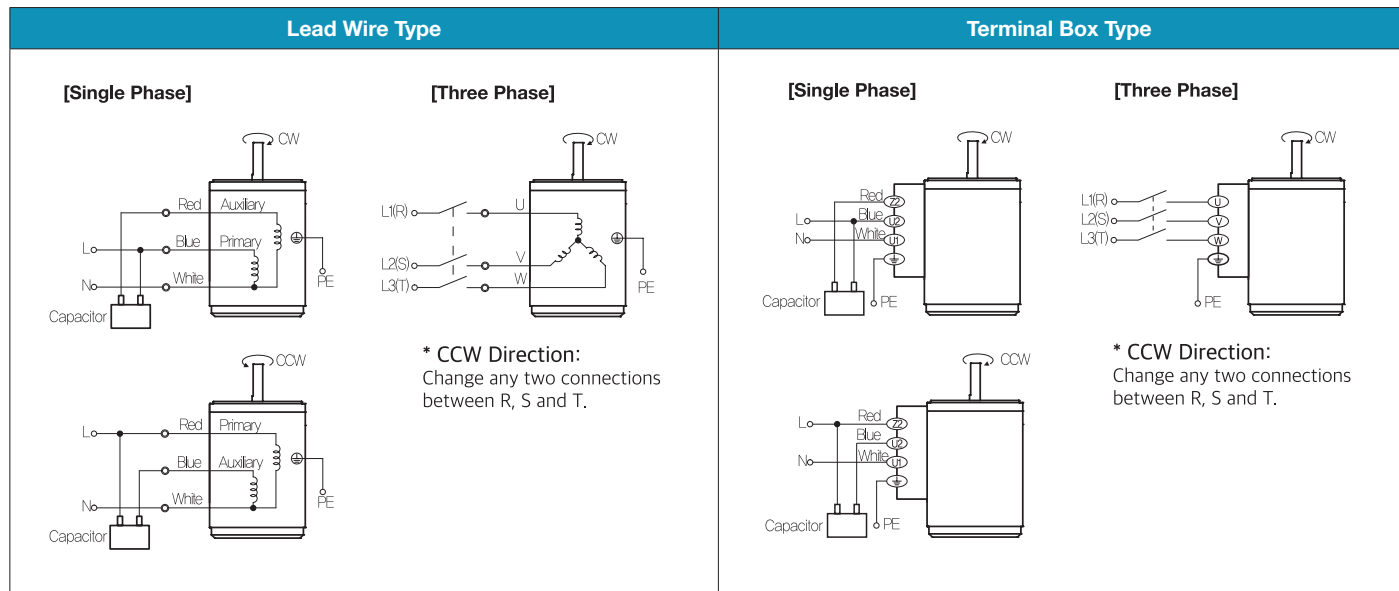 Lead Wire Type
Terminal Box Type
[Single Phase]
[Three Phase]
[Single Phase]
[Three Phase]
CW
Red Auxiliary
L Blue Primary
N White
PE
Capacitor
CW
L1(R) U
L2(S) V
L3(T) W
PE
CCW
L Red Primary
Blue Auxiliary
N White
PE
Capacitor
* CCW Direction:
Change any two connections
between R, S and T.
CW
Red Z2
L Blue U2
N White U1
Capacitor PE
CW
L1(R) U
L2(S) V
L3(T) W
PE
CCW
L Red Z2
Blue U2
N White U1
Capacitor PE
* CCW Direction:
Change any two connections
between R, S and T.